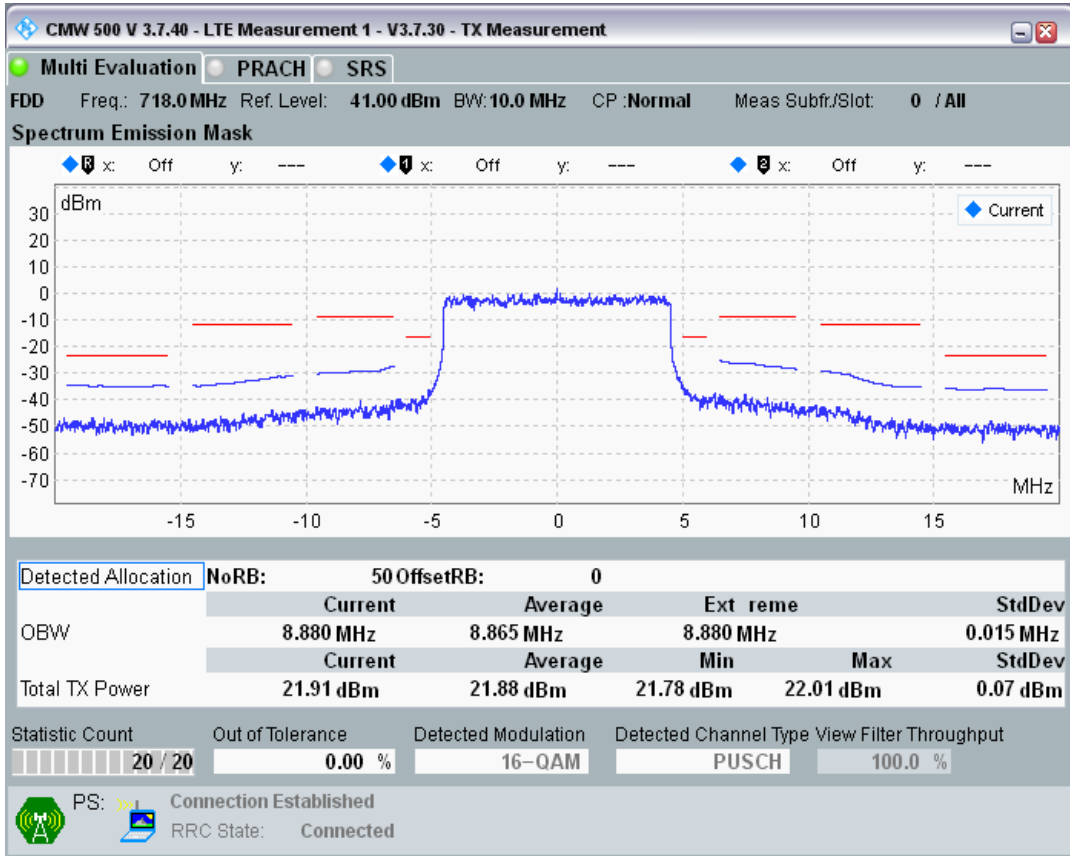 CMW 500 V 3.7.40 - LTE Measurement 1 - V3.7.30 - TX Measurement
Multi Evaluation PRACH SRS
FDD Freq.: 718.0 MHz Ref. Level: 41.00 dBm BW: 10.0 MHz CP :Normal Meas Subfr./Slot: 0 / All
Spectrum Emission Mask
R x: Off y: --- 1 x: Off y: --- 2 x: Off y: ---
dBm
Current
30
20
10
0
-10
-20
-30
-40
-50
-60
-70
MHz
-15 -10 -5 0 5 10 15
Detected Allocation NoRB: 50 OffsetRB: 0
Current Average Ext reme StdDev
OBW 8.880 MHz 8.865 MHz 8.880 MHz 0.015 MHz
Current Average Min Max StdDev
Total TX Power 21.91 dBm 21.88 dBm 21.78 dBm 22.01 dBm 0.07 dBm
Statistic Count Out of Tolerance Detected Modulation Detected Channel Type View Filter Throughput
20 / 20 0.00 % 16-QAM PUSCH 100.0 %
PS: Connection Established
RRC State: Connected